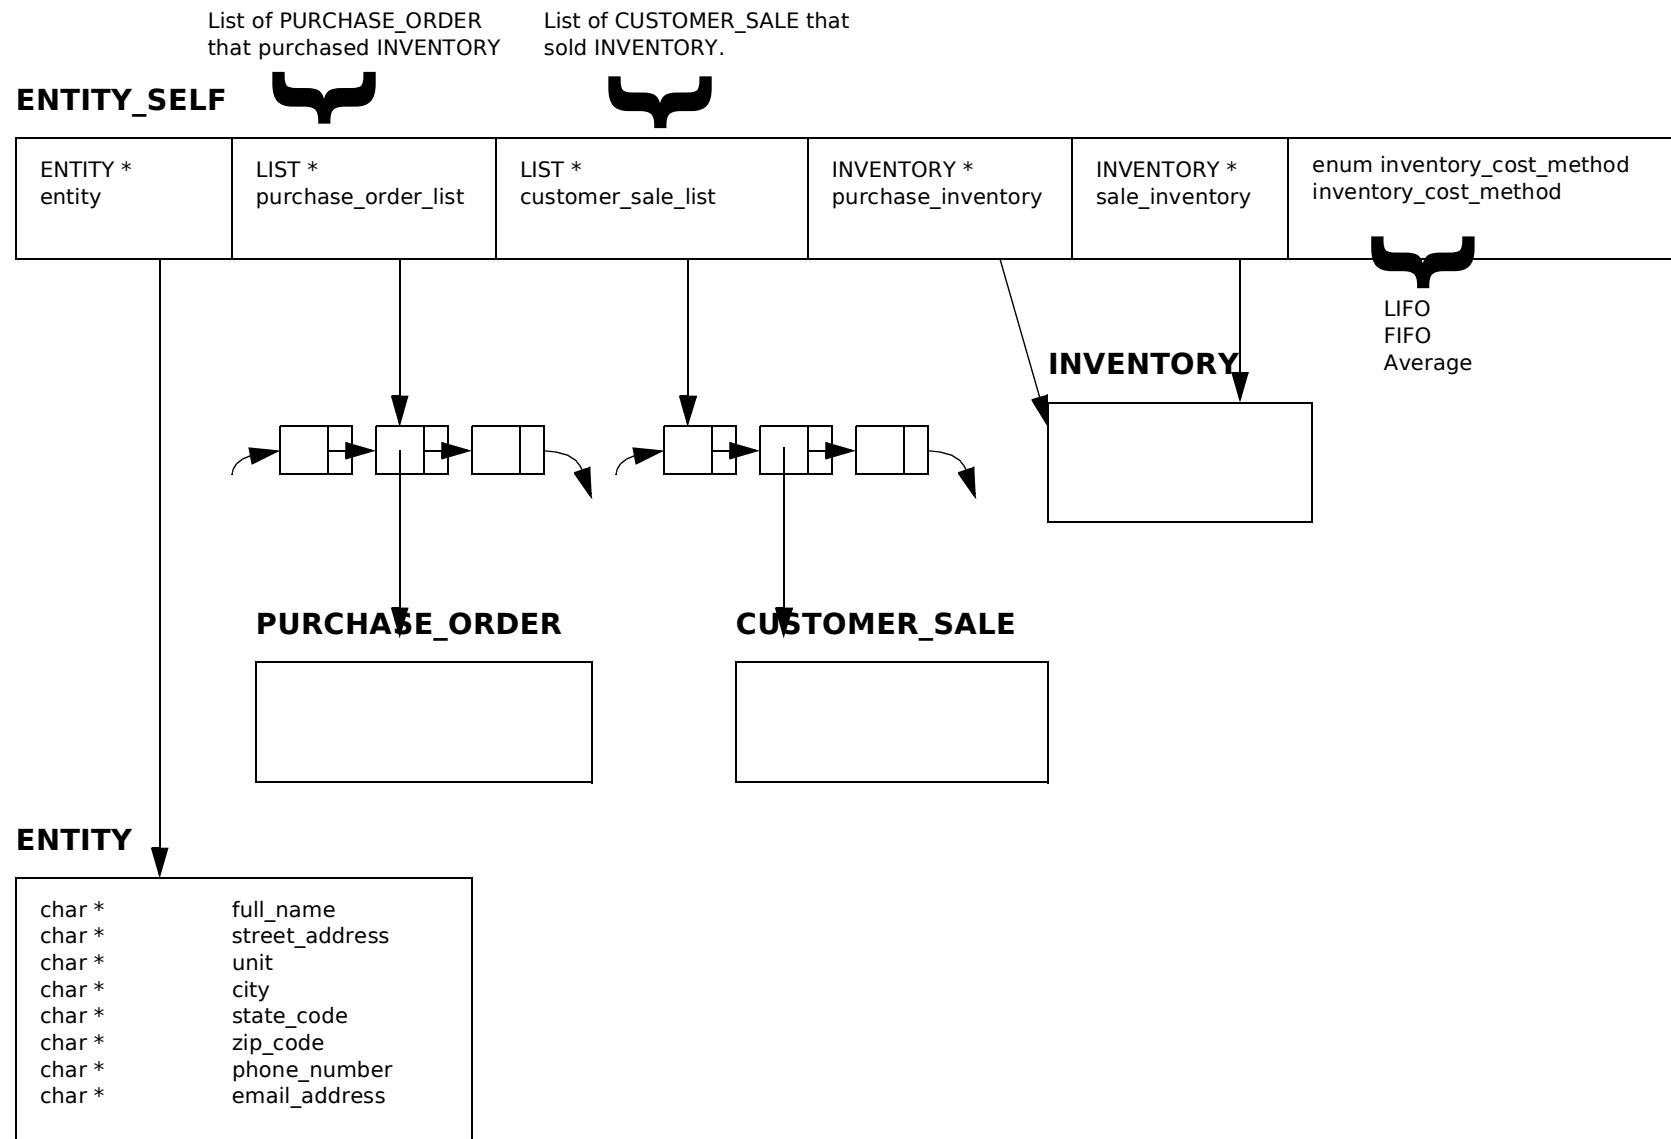 List of PURCHASE_ORDER
that purchased INVENTORY
List of CUSTOMER_SALE that
sold INVENTORY.
ENTITY_SELF
ENTITY *
entity
LIST *
purchase_order_list
LIST *
customer_sale_list
INVENTORY *
purchase_inventory
INVENTORY *
sale_inventory
enum inventory_cost_method
inventory_cost_method
LIFO
FIFO
Average
INVENTORY
PURCHASE_ORDER
CUSTOMER_SALE
ENTITY
char * full_name
char * street_address
char * unit
char * city
char * state_code
char * zip_code
char * phone_number
char * email_address